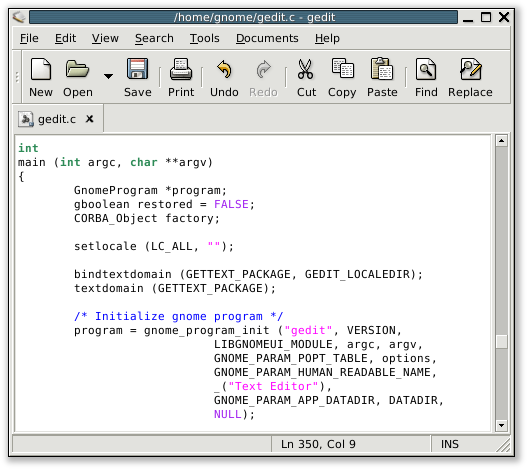 /home/gnome/gedit.c - gedit
File Edit View Search Tools Documents Help
New Open Save Print Undo Redo Cut Copy Paste Find Replace
gedit.c
int
main (int argc, char **argv)
{
        GnomeProgram *program;
        gboolean restored = FALSE;
        CORBA_Object factory;
        setlocale (LC_ALL, "");
        bindtextdomain (GETTEXT_PACKAGE, GEDIT_LOCALEDIR);
        textdomain (GETTEXT_PACKAGE);
        /* Initialize gnome program */
        program = gnome_program_init ("gedit", VERSION,
                            LIBGNOMEUI_MODULE, argc, argv,
                            GNOME_PARAM_POPT_TABLE, options,
                            GNOME_PARAM_HUMAN_READABLE_NAME,
                            _("Text Editor"),
                            GNOME_PARAM_APP_DATADIR, DATADIR,
                            NULL);
Ln 350, Col 9 INS